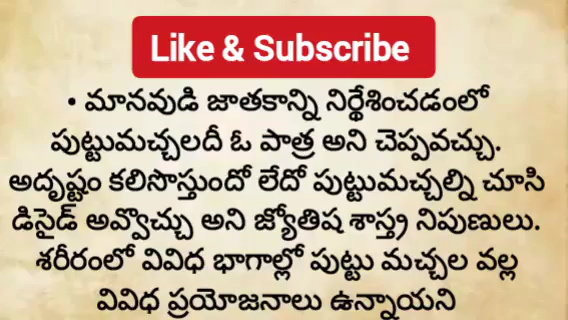 Like & Subscribe
• మానవుడి జాతకాన్ని నిర్థేశించడంలో
పుట్టుమచ్చలదీ ఓ పాత్ర అని చెప్పవచ్చు.
అదృష్టం కలిసొస్తుందో లేదో పుట్టుమచ్చల్ని చూసి
డిసైడ్ అవ్వొచ్చు అని జ్యోతిష శాస్త్ర నిపుణులు.
శరీరంలో వివిధ భాగాల్లో పుట్టు మచ్చల వల్ల
వివిధ ప్రయోజనాలు ఉన్నాయని